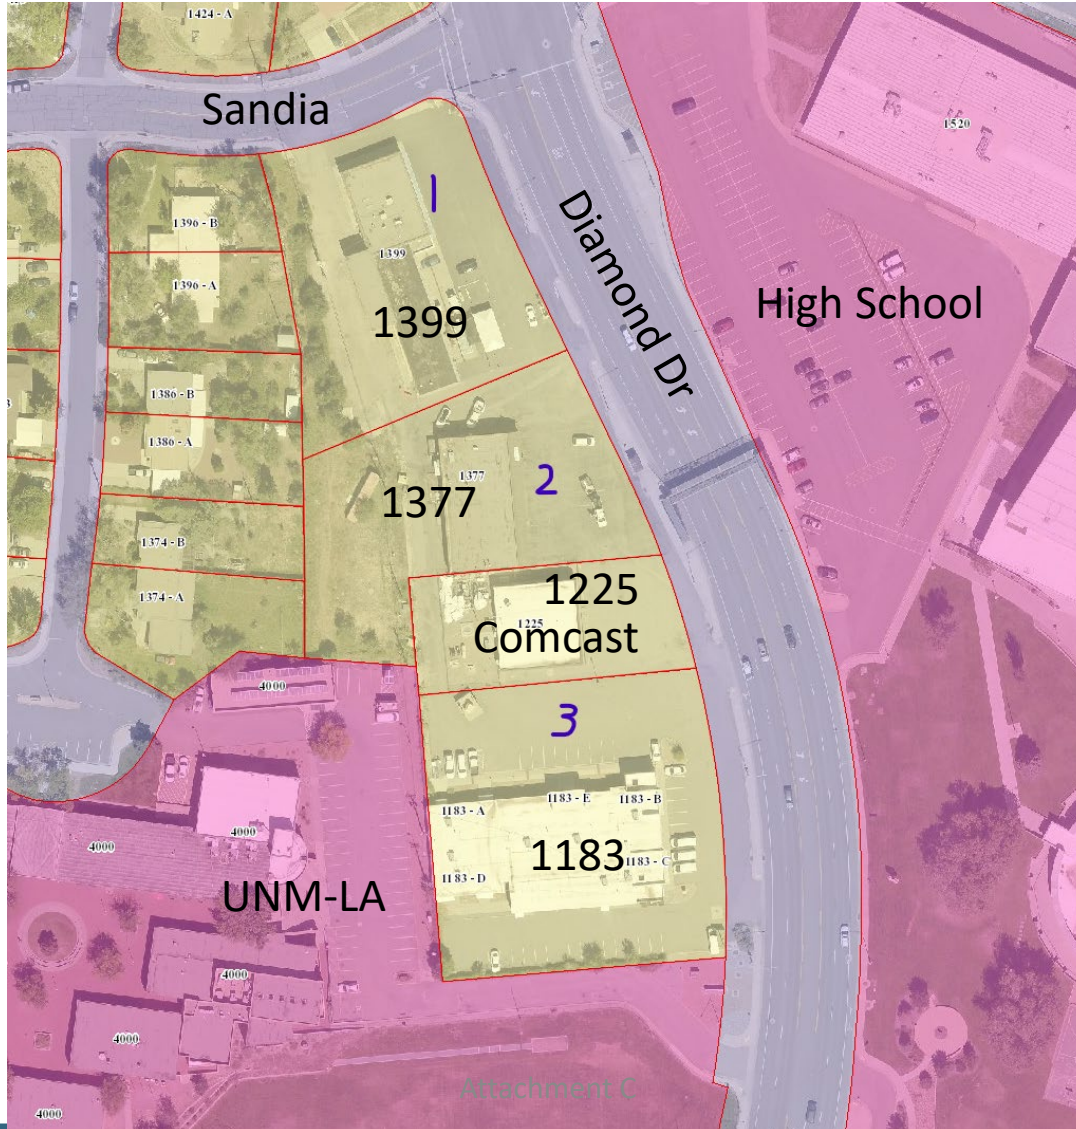 1424 - A
Sandia
1520
1
1396 - B
Diamond Dr
1399
1396 - A
High School
1399
1386 - B
1386 - A
1377
2
1377
1374 - B
1225
1374 - A
1225
Comcast
4000
3
1183 - E
1183 - B
1183 - A
4000
4000
1183
1183 - C
1183 - D
UNM-LA
4000
4000
Attachment C
4000